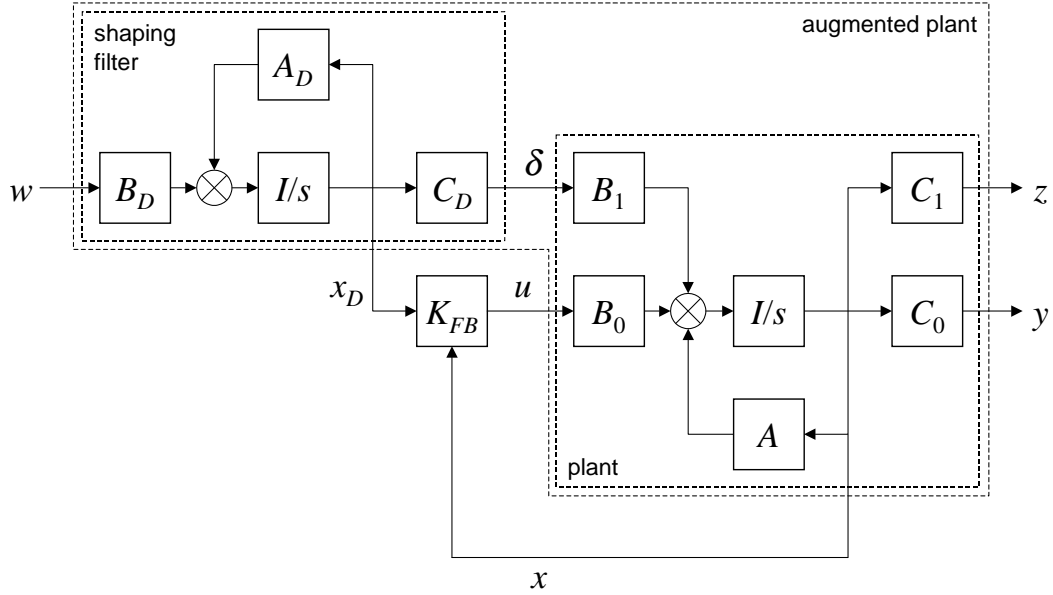 shaping
filter
augmented plant
A_D
w
B_D
I/s
C_D
δ
B_1
C_1
z
x_D
K_FB
u
B_0
I/s
C_0
y
A
plant
x